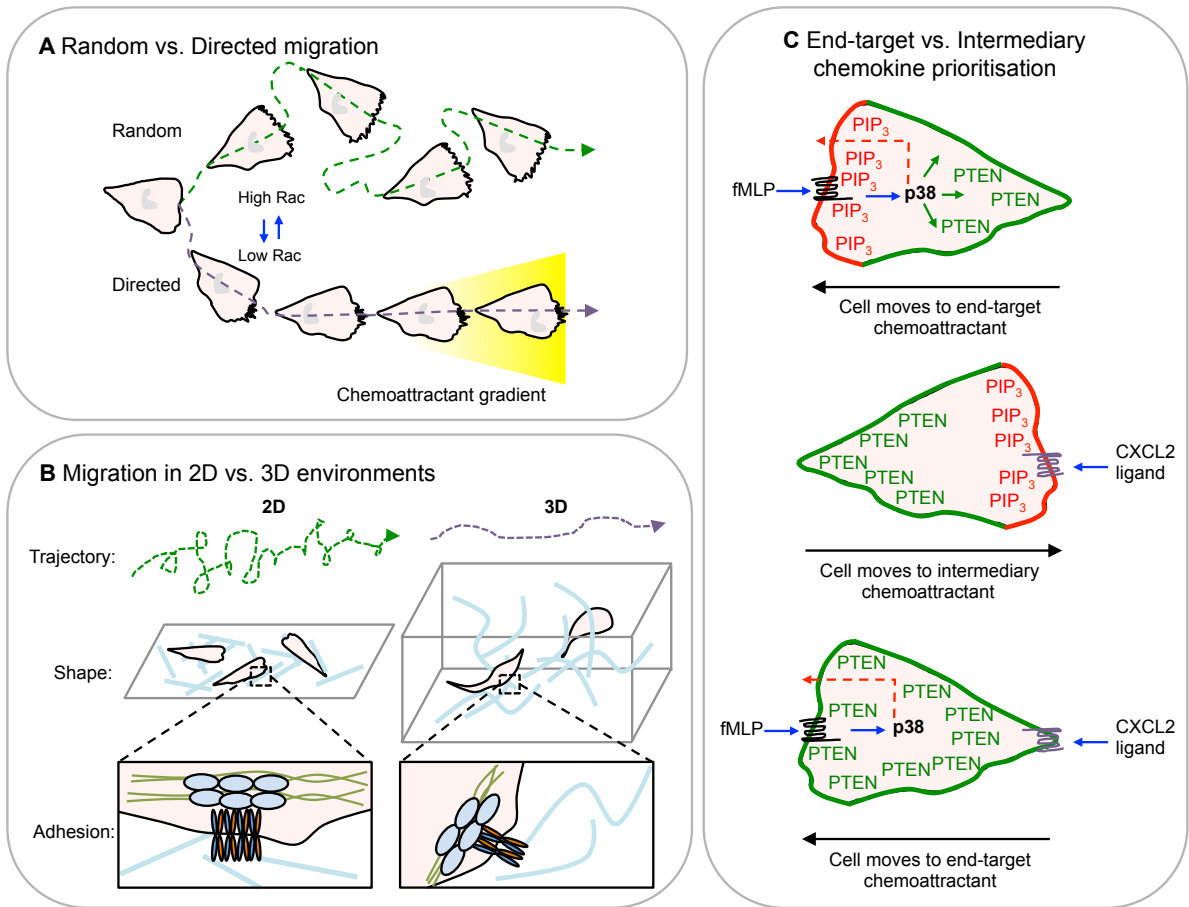 A Random vs. Directed migration
Random
High Rac
Low Rac
Directed
Chemoattractant gradient
B Migration in 2D vs. 3D environments
2D
3D
Trajectory:
Shape:
Adhesion:
C End-target vs. Intermediary
chemokine prioritisation
PIP3
PIP3
PIP3
PIP3
PIP3
fMLP
p38
PTEN
PTEN
PTEN
Cell moves to end-target
chemoattractant
PIP3
PIP3
PIP3
PIP3
PIP3
PTEN
PTEN
PTEN
PTEN
PTEN
CXCL2
ligand
Cell moves to intermediary
chemoattractant
PTEN
PTEN
PTEN
PTEN
fMLP
p38
PTEN
PTEN
PTEN
PTEN
PTEN
PTEN
CXCL2
ligand
Cell moves to end-target
chemoattractant